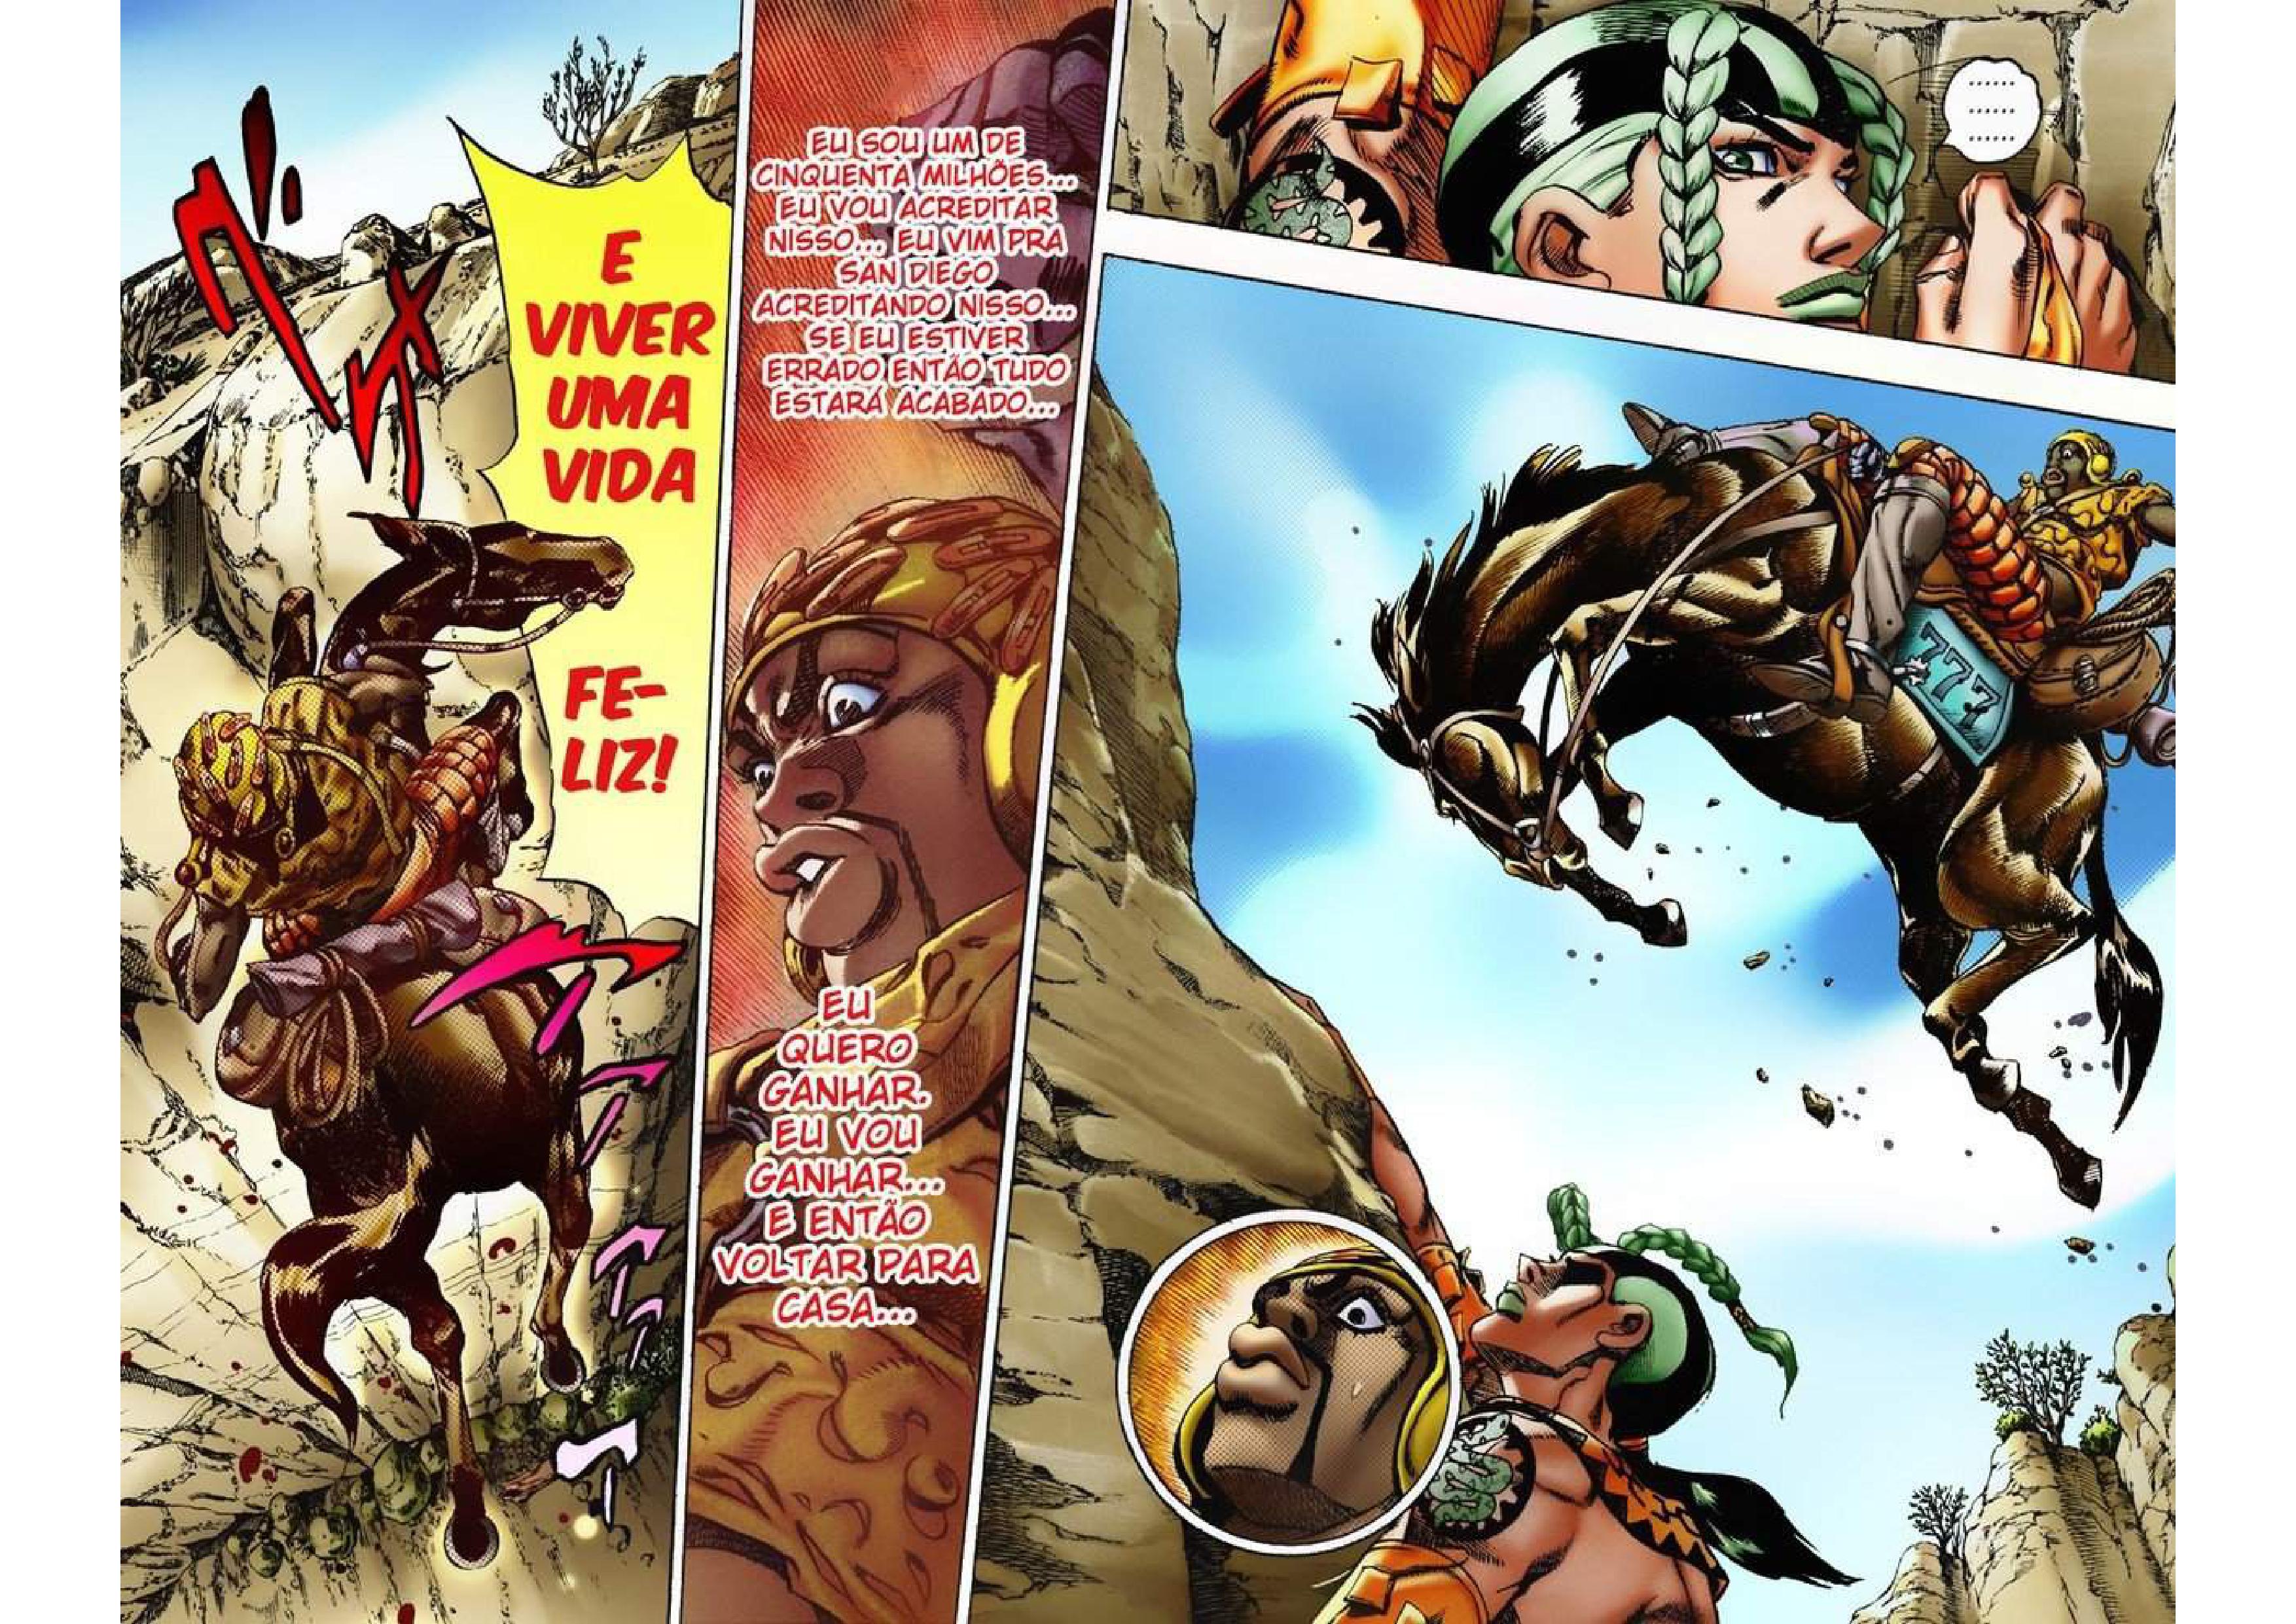 ......
......
......
777
EU SOU UM DE
CINQUENTA MILHÕES...
EU VOU ACREDITAR
NISSO... EU VIM PRA
SAN DIEGO
ACREDITANDO NISSO...
SE EU ESTIVER
ERRADO ENTÃO TUDO
ESTARÁ ACABADO...
EU
QUERO
GANHAR.
EU VOU
GANHAR...
E ENTÃO
VOLTAR PARA
CASA...
E
VIVER
UMA
VIDA
FE-
LIZ!